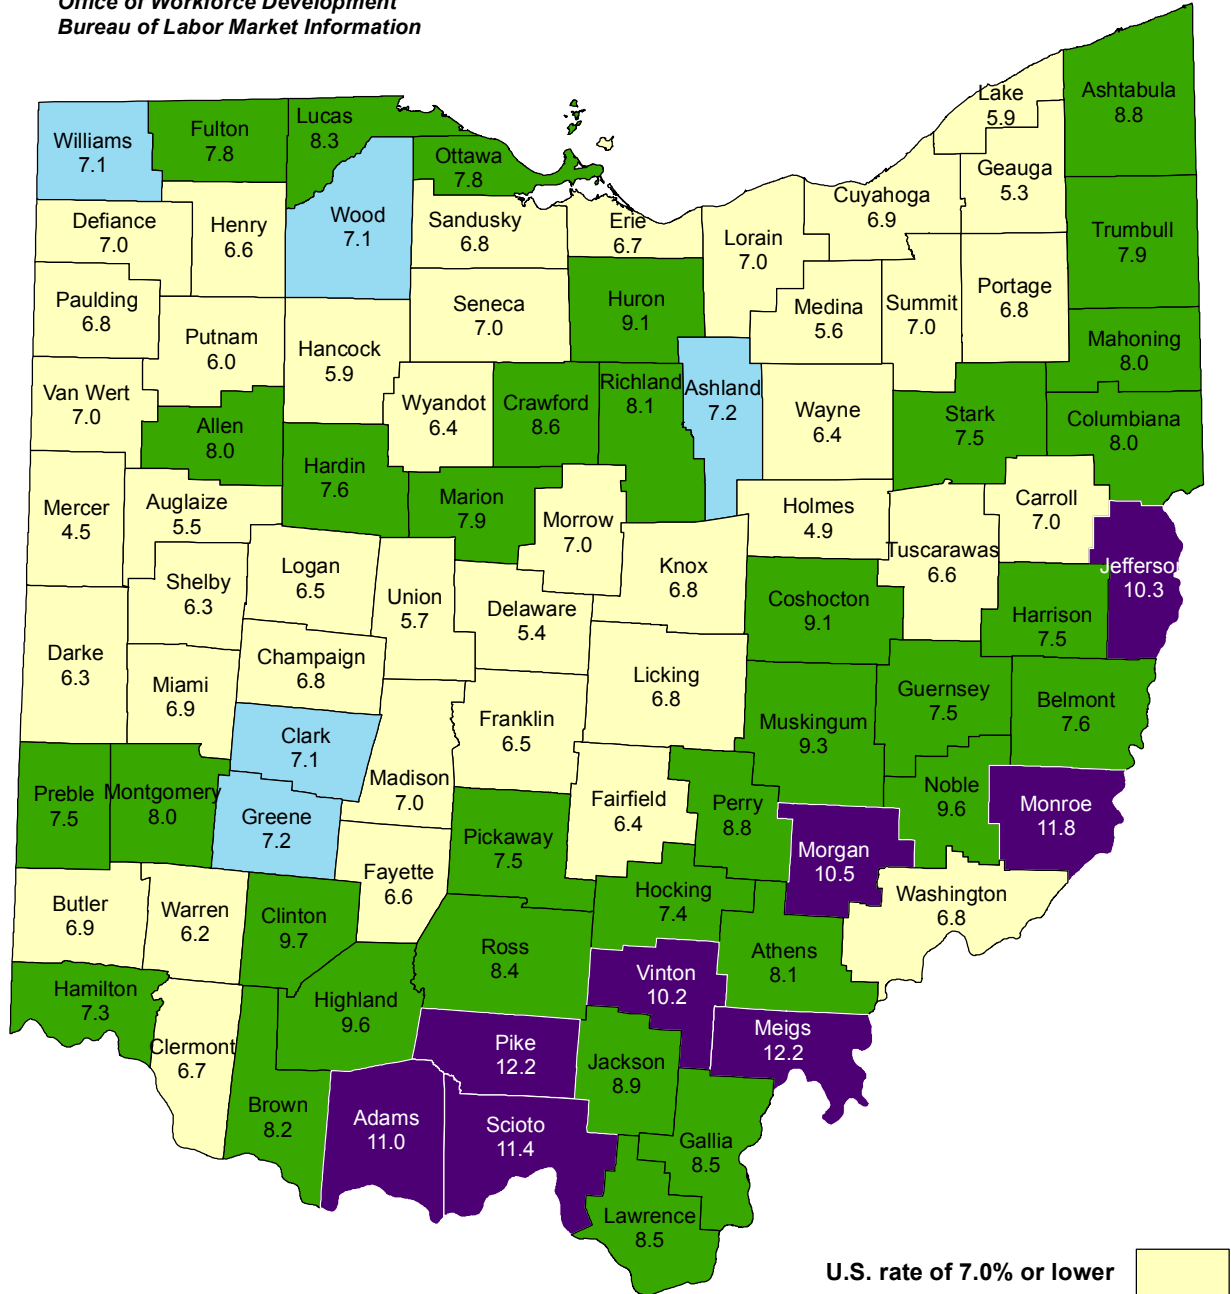 Office of Workforce Development
Bureau of Labor Market Information
Lake
5.9
Ashtabula
8.8
Williams
7.1
Fulton
7.8
Lucas
8.3
Ottawa
7.8
Geauga
5.3
Cuyahoga
6.9
Defiance
7.0
Henry
6.6
Wood
7.1
Sandusky
6.8
Erie
6.7
Lorain
7.0
Trumbull
7.9
Paulding
6.8
Putnam
6.0
Hancock
5.9
Seneca
7.0
Huron
9.1
Medina
5.6
Summit
7.0
Portage
6.8
Mahoning
8.0
Van Wert
7.0
Allen
8.0
Wyandot
6.4
Crawford
8.6
Richland
8.1
Ashland
7.2
Wayne
6.4
Stark
7.5
Columbiana
8.0
Hardin
7.6
Mercer
4.5
Auglaize
5.5
Marion
7.9
Morrow
7.0
Holmes
4.9
Carroll
7.0
Tuscarawas
6.6
Jefferson
10.3
Shelby
6.3
Logan
6.5
Union
5.7
Delaware
5.4
Knox
6.8
Coshocton
9.1
Harrison
7.5
Darke
6.3
Miami
6.9
Champaign
6.8
Licking
6.8
Franklin
6.5
Guernsey
7.5
Belmont
7.6
Muskingum
9.3
Clark
7.1
Madison
7.0
Preble
7.5
Montgomery
8.0
Greene
7.2
Fairfield
6.4
Perry
8.8
Noble
9.6
Monroe
11.8
Pickaway
7.5
Morgan
10.5
Fayette
6.6
Hocking
7.4
Washington
6.8
Butler
6.9
Warren
6.2
Clinton
9.7
Ross
8.4
Athens
8.1
Vinton
10.2
Hamilton
7.3
Highland
9.6
Clermont
6.7
Pike
12.2
Meigs
12.2
Jackson
8.9
Brown
8.2
Adams
11.0
Scioto
11.4
Gallia
8.5
Lawrence
8.5
U.S. rate of 7.0% or lower